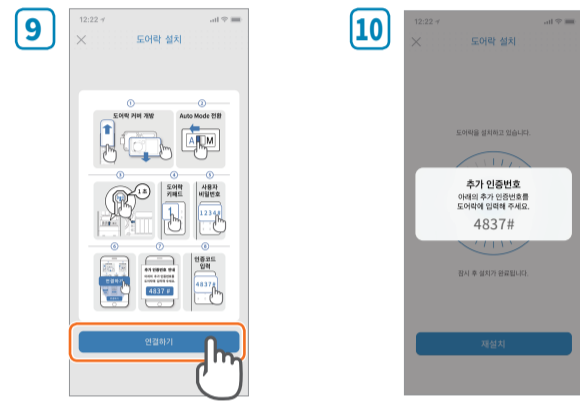 9
12:22
도어락 설치
①
②
도어락 커버 개방
Auto Mode 전환
A
M
③
④
⑤
1 초
도어락
키패드
1
사용자
비밀번호
1234
⑥
⑦
⑧
연결하기
추가 인증번호 안내
4837 #
인증코드
입력
4837#
연결하기
10
12:22
도어락 설치
도어락을 설치하고 있습니다.
추가 인증번호
아래의 추가 인증번호를
도어락에 입력해 주세요.
4837#
잠시 후 설치가 완료됩니다.
재설치